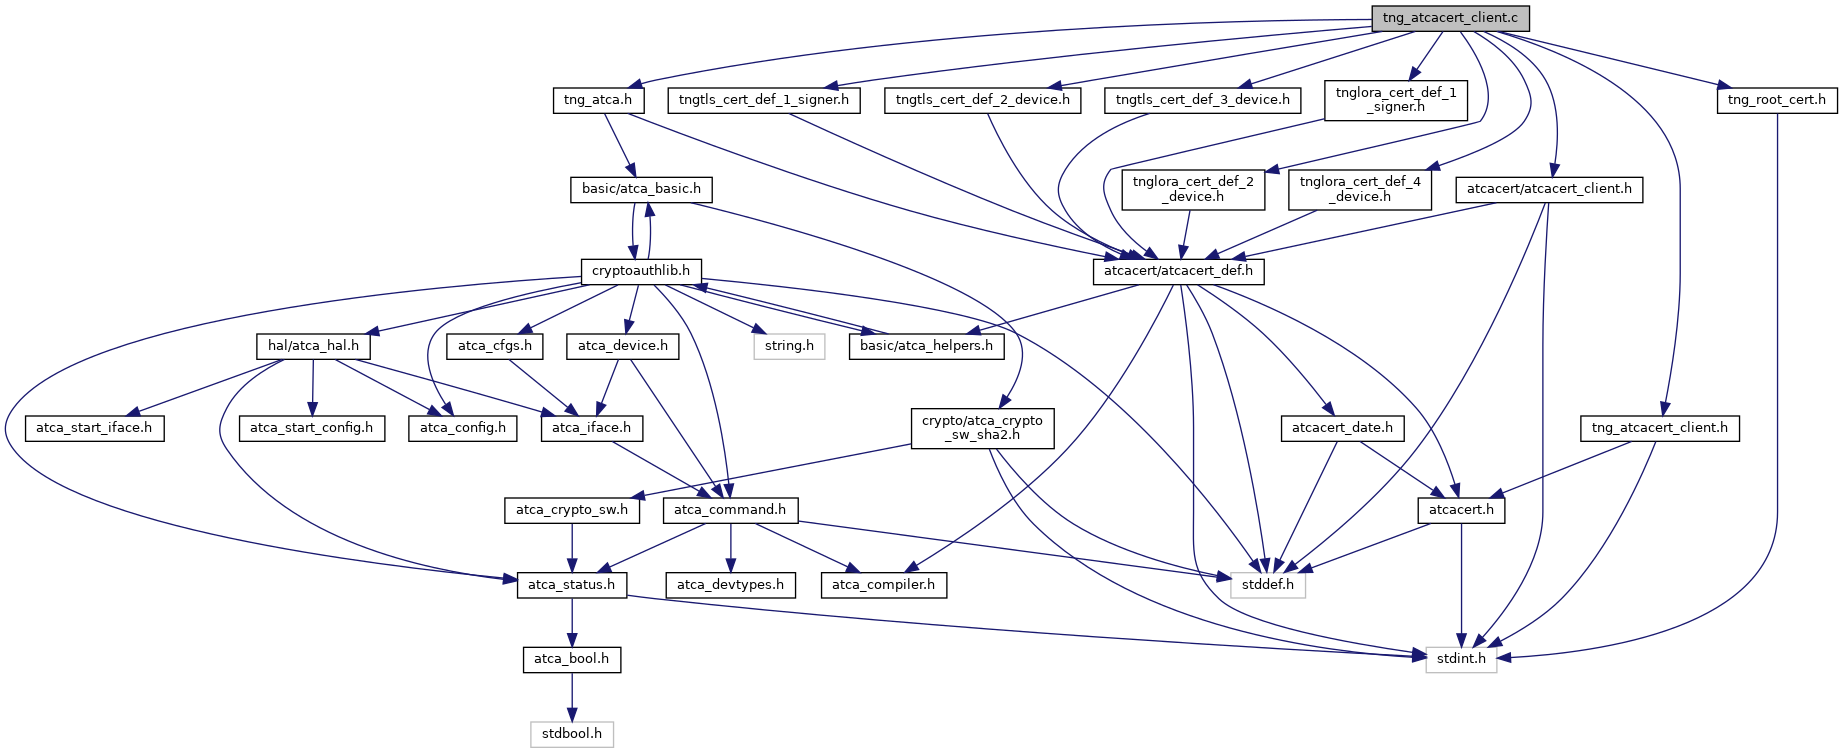 tng_atcacert_client.c
tng_atca.h
tngtls_cert_def_1_signer.h
tngtls_cert_def_2_device.h
tngtls_cert_def_3_device.h
tnglora_cert_def_1
_signer.h
tng_root_cert.h
basic/atca_basic.h
tnglora_cert_def_2
_device.h
tnglora_cert_def_4
_device.h
atcacert/atcacert_client.h
cryptoauthlib.h
atcacert/atcacert_def.h
hal/atca_hal.h
atca_cfgs.h
atca_device.h
string.h
basic/atca_helpers.h
atca_start_iface.h
atca_start_config.h
atca_config.h
atca_iface.h
crypto/atca_crypto
_sw_sha2.h
atcacert_date.h
tng_atcacert_client.h
atca_crypto_sw.h
atca_command.h
atcacert.h
atca_status.h
atca_devtypes.h
atca_compiler.h
stddef.h
atca_bool.h
stdint.h
stdbool.h